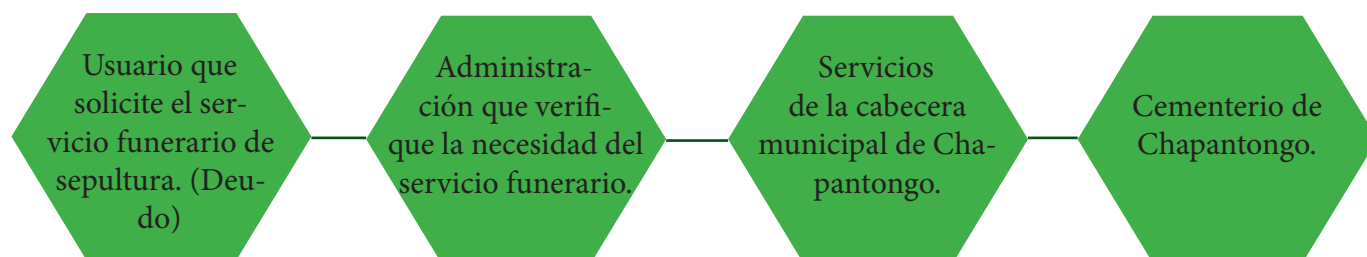 Usuario que
solicite el ser-
vicio funerario de
sepultura. (Deu-
do)
Administra-
ción que verifi-
que la necesidad del
servicio funerario.
Servicios
de la cabecera
municipal de Cha-
pantongo.
Cementerio de
Chapantongo.